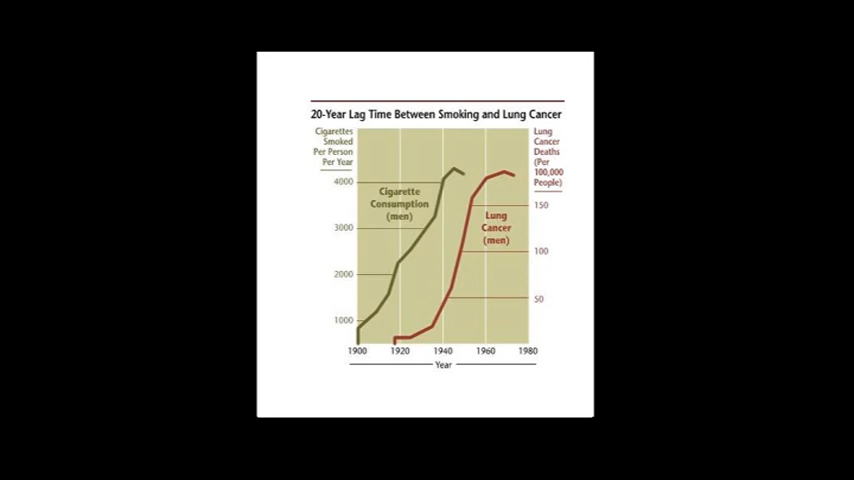 20-Year Lag Time Between Smoking and Lung Cancer
Cigarettes
Smoked
Per Person
Per Year
4000
3000
2000
1000
Cigarette
Consumption
(men)
Lung
Cancer
(men)
Lung
Cancer
Deaths
(Per
100,000
People)
150
100
50
1900 1920 1940 1960 1980
Year